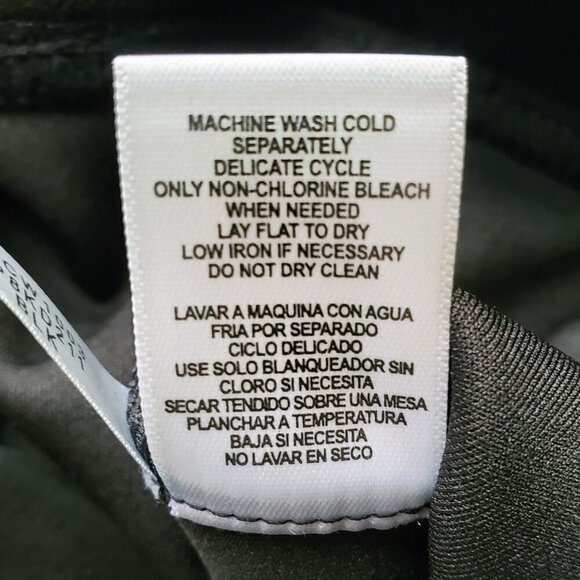 MACHINE WASH COLD
SEPARATELY
DELICATE CYCLE
ONLY NON-CHLORINE BLEACH
WHEN NEEDED
LAY FLAT TO DRY
LOW IRON IF NECESSARY
DO NOT DRY CLEAN
LAVAR A MAQUINA CON AGUA
FRIA POR SEPARADO
CICLO DELICADO
USE SOLO BLANQUEADOR SIN
CLORO SI NECESITA
SECAR TENDIDO SOBRE UNA MESA
PLANCHAR A TEMPERATURA
BAJA SI NECESITA
NO LAVAR EN SECO